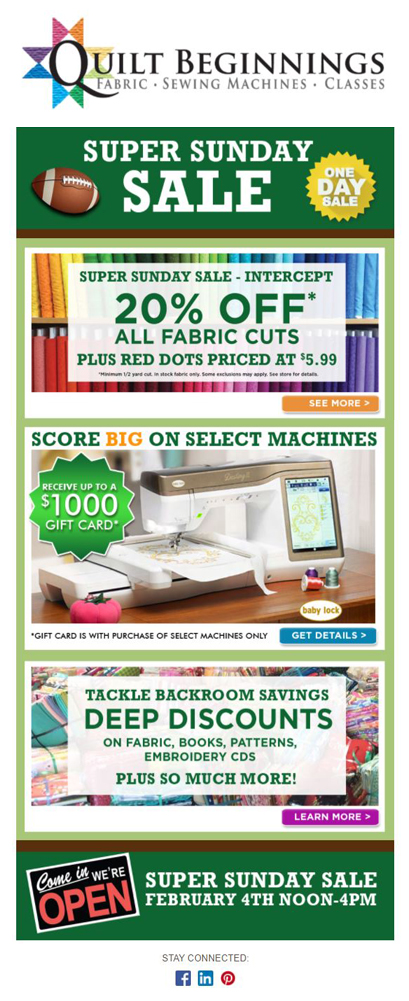 QUILT BEGINNINGS
FABRIC · SEWING MACHINES · CLASSES
SUPER SUNDAY
SALE
ONE
DAY
SALE
SUPER SUNDAY SALE - INTERCEPT
20% OFF*
ALL FABRIC CUTS
PLUS RED DOTS PRICED AT $5.99
*Minimum 1/2 yard cut. In stock fabric only. Some exclusions may apply. See store for details.
SEE MORE >
SCORE BIG ON SELECT MACHINES
RECEIVE UP TO A
$1000
GIFT CARD*
baby lock
*GIFT CARD IS WITH PURCHASE OF SELECT MACHINES ONLY
GET DETAILS >
TACKLE BACKROOM SAVINGS
DEEP DISCOUNTS
ON FABRIC, BOOKS, PATTERNS,
EMBROIDERY CDS
PLUS SO MUCH MORE!
LEARN MORE >
Come in WE'RE
OPEN
SUPER SUNDAY SALE
FEBRUARY 4TH NOON-4PM
STAY CONNECTED: